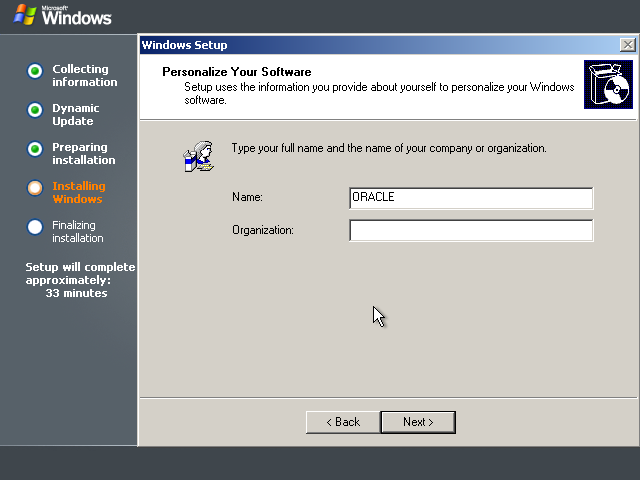 Microsoft
Windows
Windows Setup
Collecting
information
Dynamic
Update
Preparing
installation
Installing
Windows
Finalizing
installation
Setup will complete
approximately:
33 minutes
Personalize Your Software
Setup uses the information you provide about yourself to personalize your Windows
software.
Type your full name and the name of your company or organization.
Name:
ORACLE
Organization:
< Back
Next >